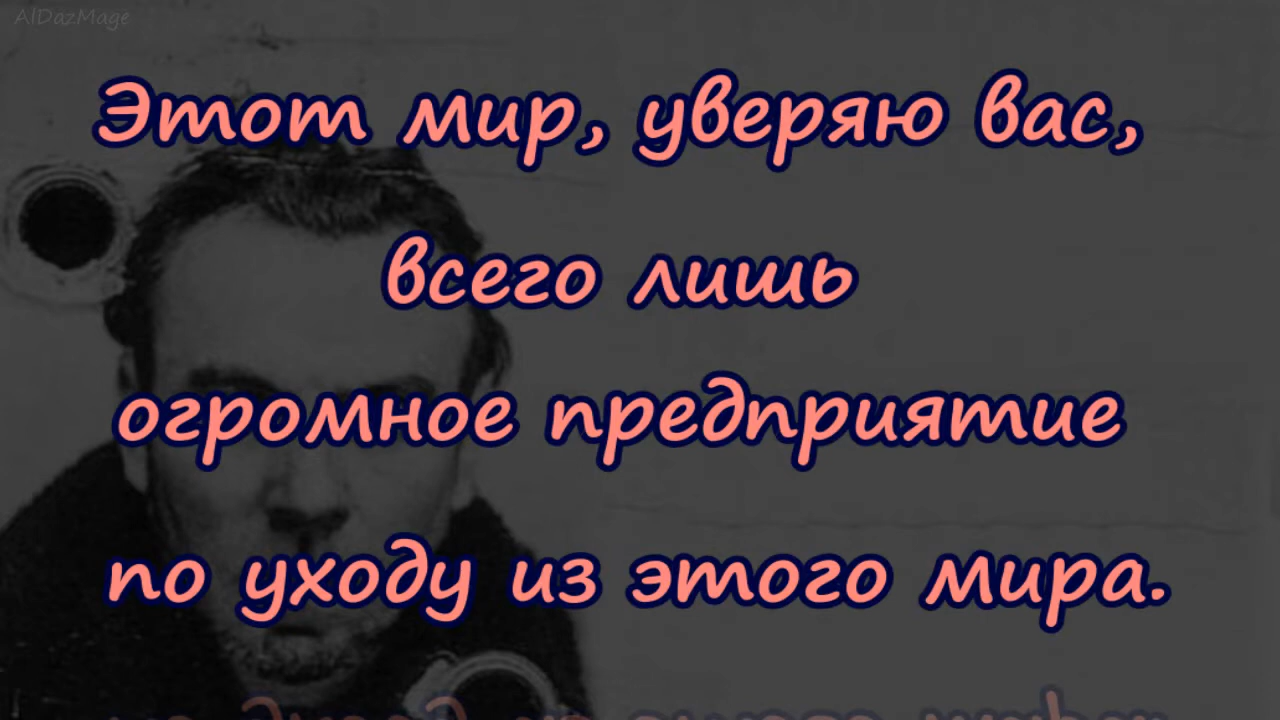 AlDazMage
Этот мир, уверяю вас,
всего лишь
огромное предприятие
по уходу из этого мира.